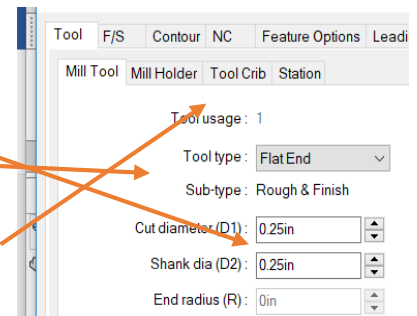 Tool F/S Contour NC Feature Options Leadi
Mill Tool Mill Holder Tool Crib Station
Tool usage : 1
Tool type : Flat End
Sub-type : Rough & Finish
Cut diameter (D1) : 0.25in
Shank dia (D2) : 0.25in
End radius (R) : 0in